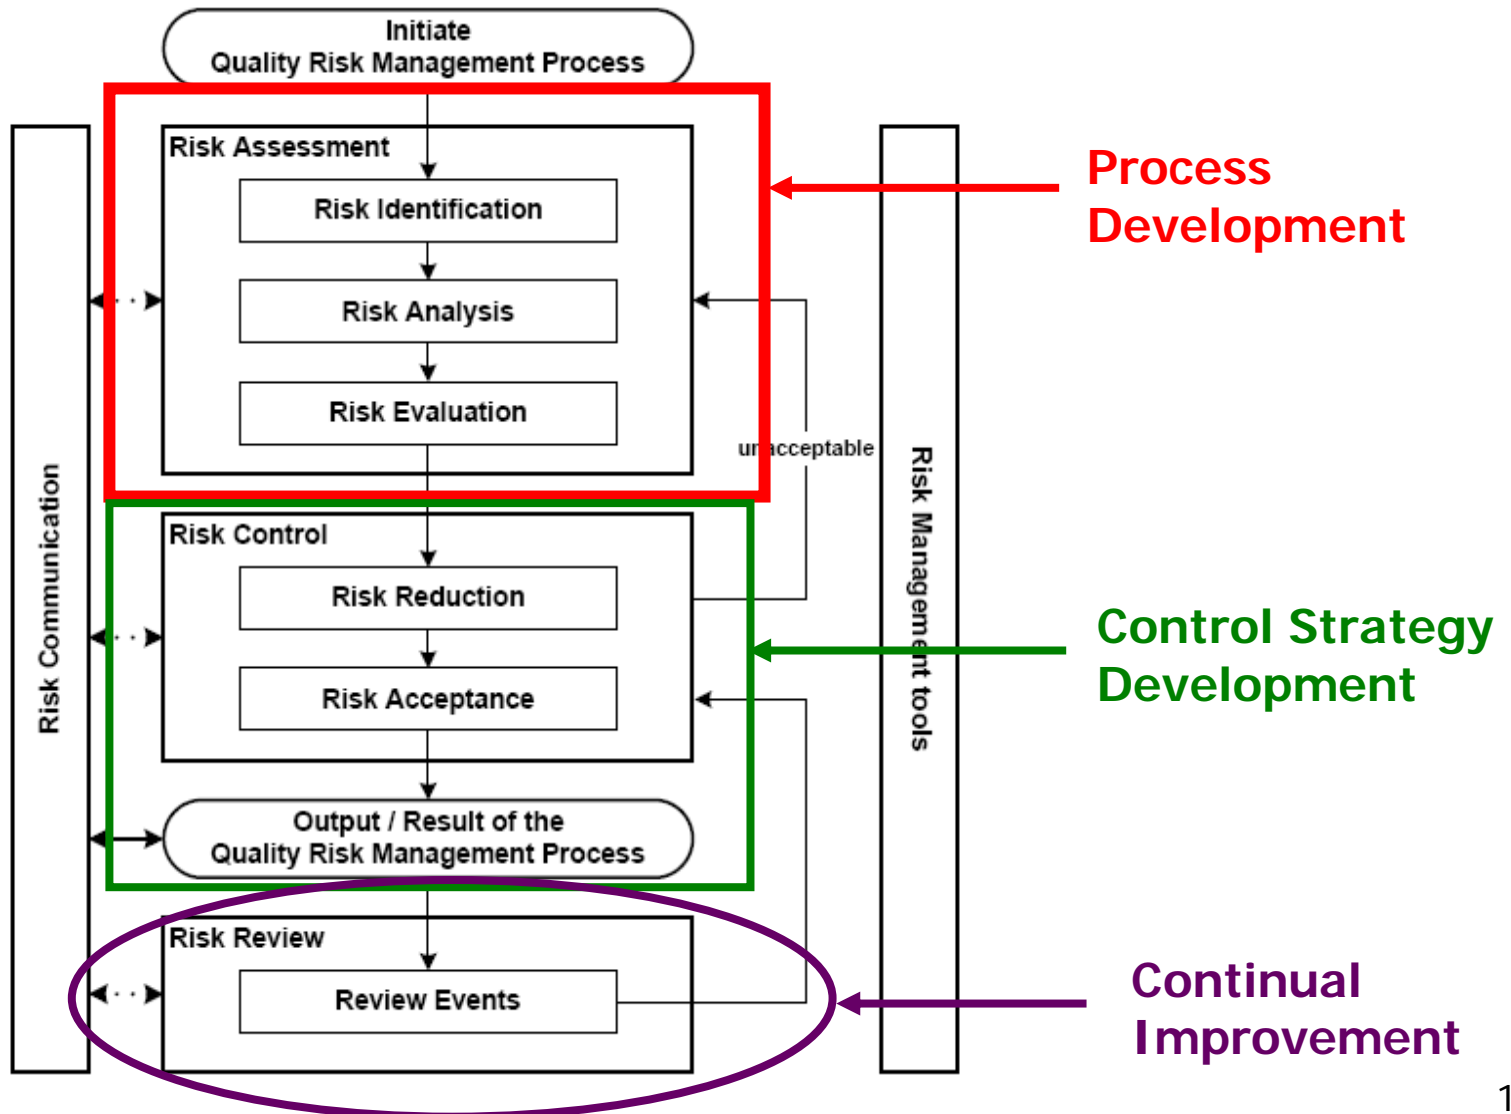 Initiate
Quality Risk Management Process
Risk Assessment
Risk Identification
Risk Analysis
Risk Evaluation
unacceptable
Risk Control
Risk Reduction
Risk Acceptance
Output / Result of the
Quality Risk Management Process
Risk Review
Review Events
Risk Communication
Risk Management tools
Process
Development
Control Strategy
Development
Continual
Improvement
1